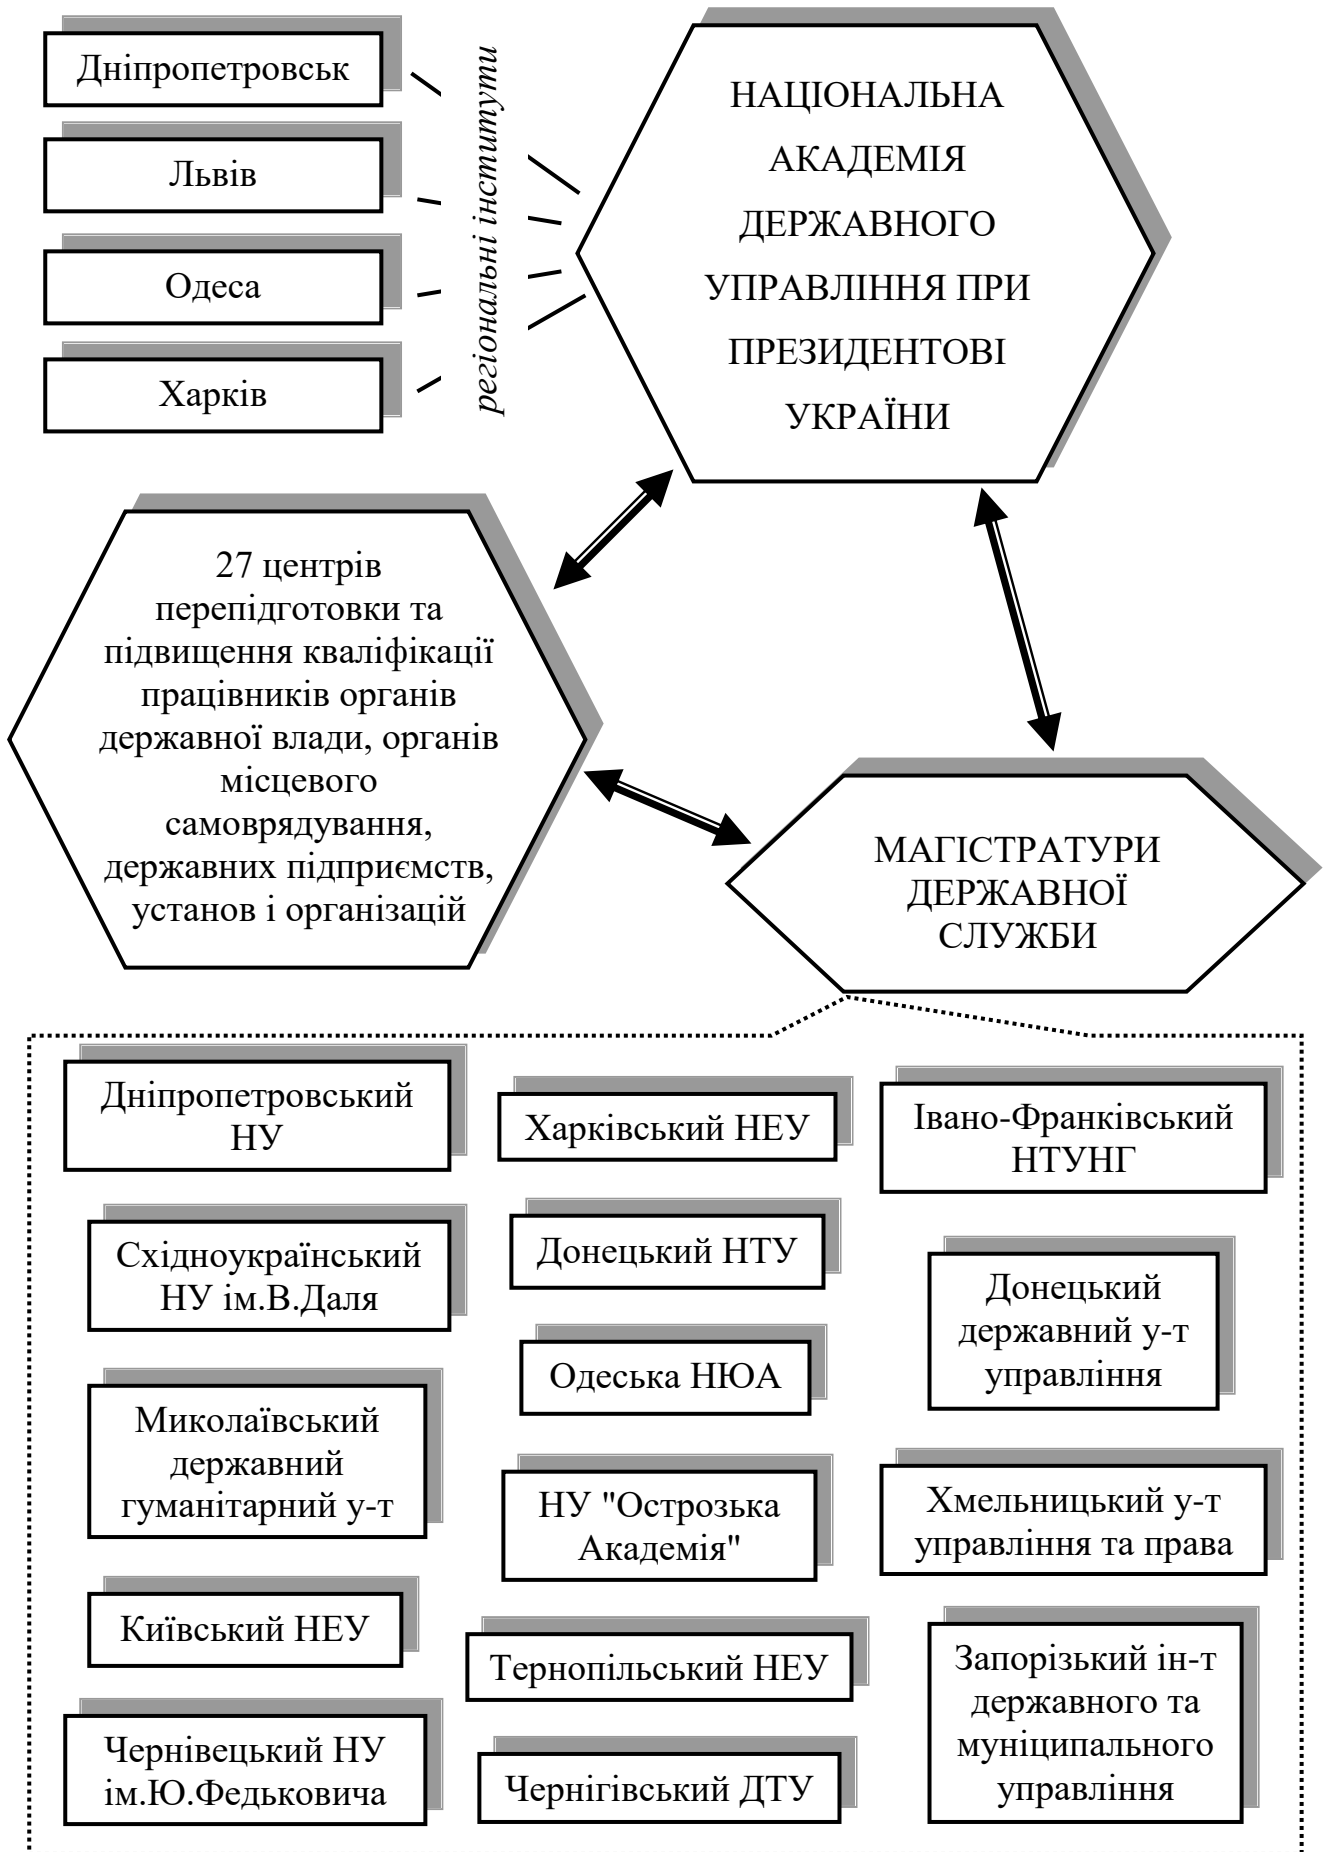 Дніпропетровськ
Львів
Одеса
Харків
регіональні інститути
НАЦІОНАЛЬНА
АКАДЕМІЯ
ДЕРЖАВНОГО
УПРАВЛІННЯ ПРИ
ПРЕЗИДЕНТОВІ
УКРАЇНИ
27 центрів
перепідготовки та
підвищення кваліфікації
працівників органів
державної влади, органів
місцевого
самоврядування,
державних підприємств,
установ і організацій
МАГІСТРАТУРИ
ДЕРЖАВНОЇ
СЛУЖБИ
Дніпропетровський
НУ
Східноукраїнський
НУ ім.В.Даля
Миколаївський
державний
гуманітарний у-т
Київський НЕУ
Чернівецький НУ
ім.Ю.Федьковича
Харківський НЕУ
Донецький НТУ
Одеська НЮА
НУ "Острозька
Академія"
Тернопільський НЕУ
Чернігівський ДТУ
Івано-Франківський
НТУНГ
Донецький
державний у-т
управління
Хмельницький у-т
управління та права
Запорізький ін-т
державного та
муніципального
управління